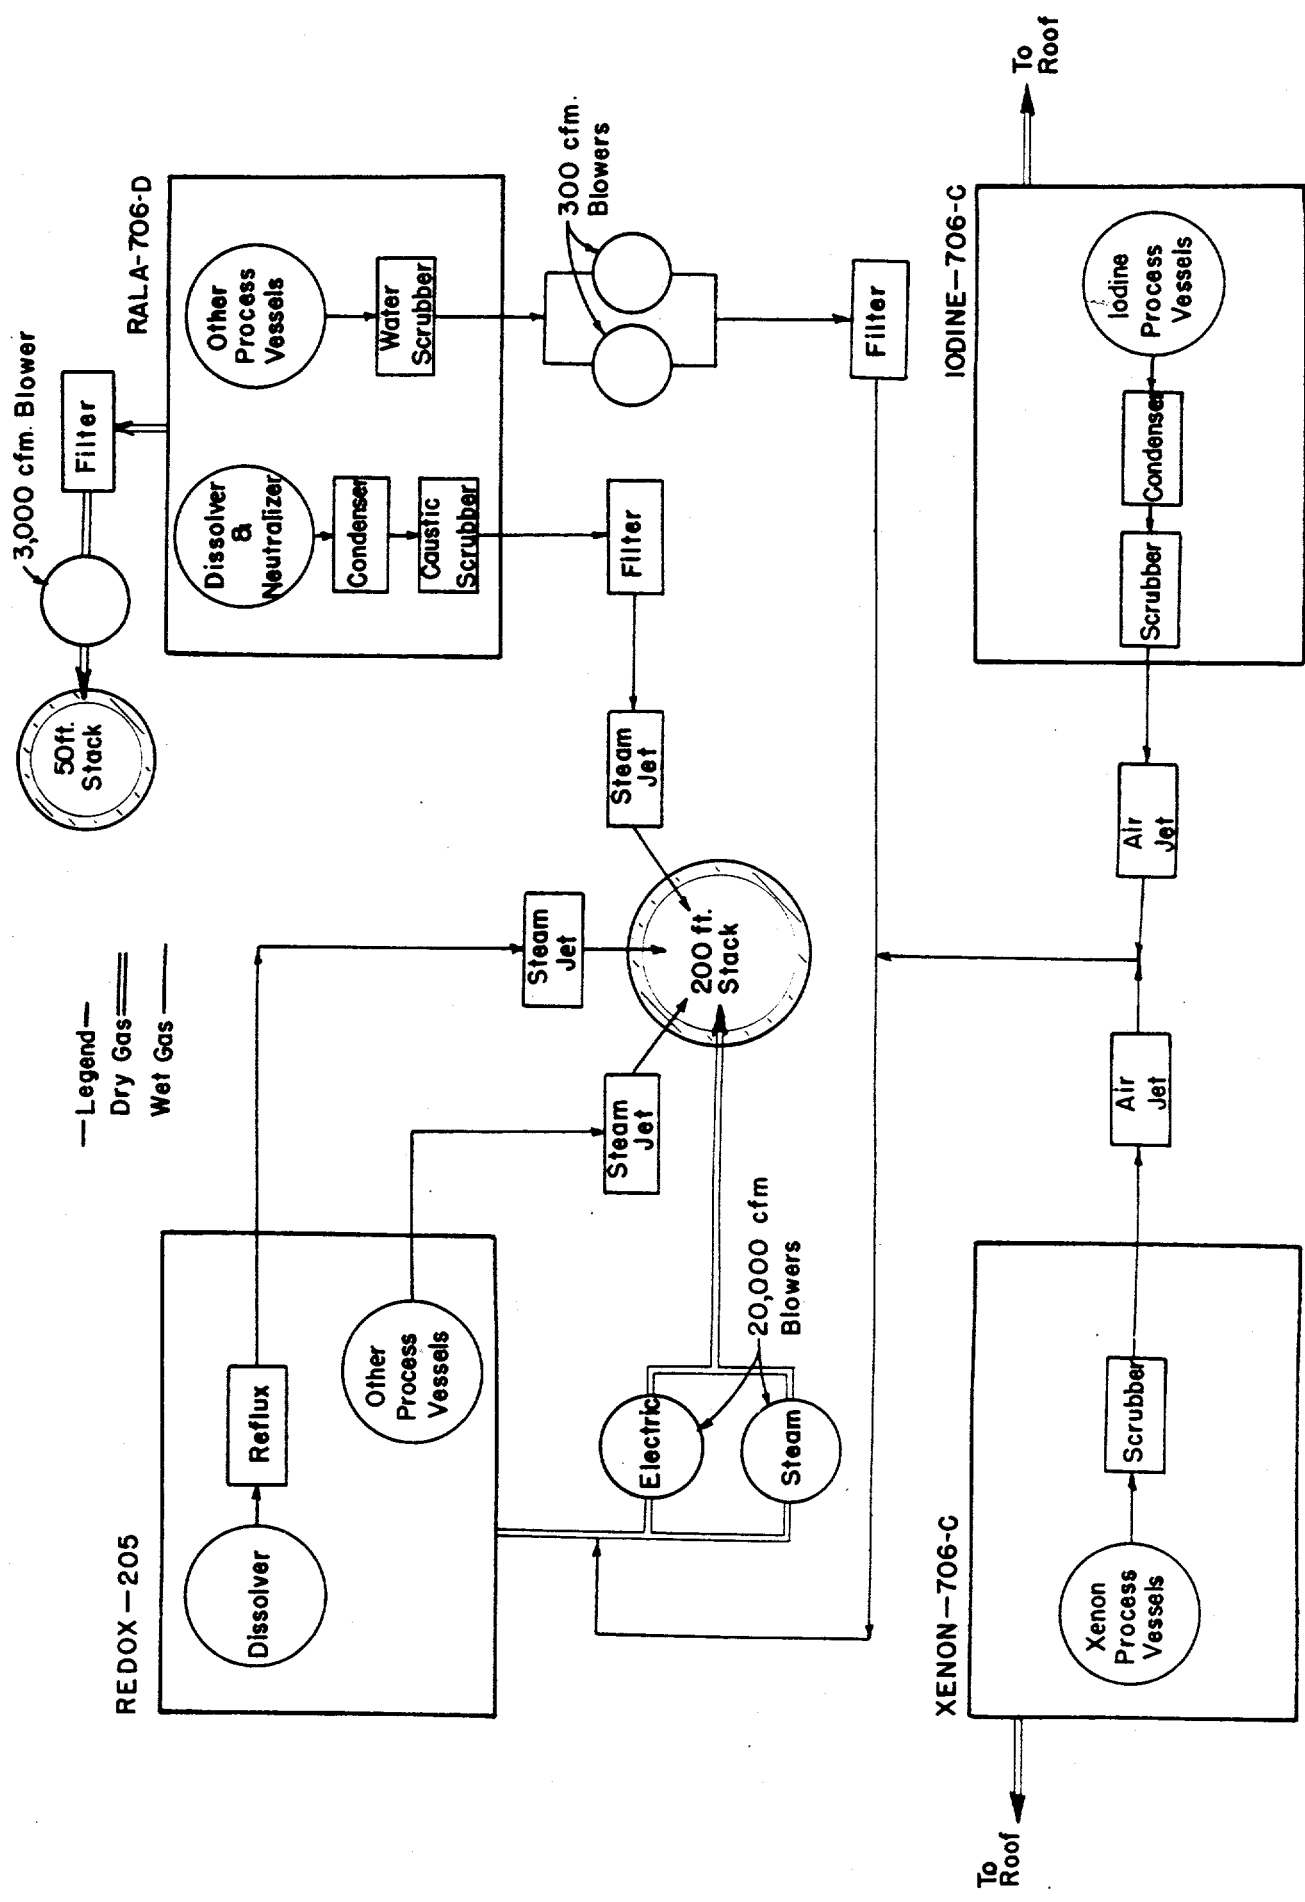 REDOX—205
Dissolver
Reflux
Other
Process
Vessels
Electric
Steam
20,000 cfm
Blowers
Steam
Jet
Steam
Jet
200 ft.
Stack
—Legend—
Dry Gas
Wet Gas
50ft.
Stack
3,000 cfm. Blower
Filter
RALA-706-D
Dissolver
&
Neutralizer
Condenser
Caustic
Scrubber
Other
Process
Vessels
Water
Scrubber
Filter
Steam
Jet
300 cfm.
Blowers
Filter
XENON—706-C
To
Roof
Xenon
Process
Vessels
Scrubber
Air
Jet
Air
Jet
IODINE—706-C
Scrubber
Condenser
Iodine
Process
Vessels
To
Roof